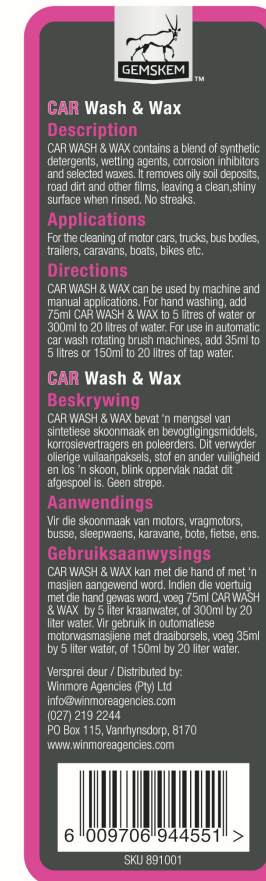 GEMSKEM
TM
CAR Wash & Wax
Description
CAR WASH & WAX contains a blend of synthetic
detergents, wetting agents, corrosion inhibitors
and selected waxes. It removes oily soil deposits,
road dirt and other films, leaving a clean,shiny
surface when rinsed. No streaks.
Applications
For the cleaning of motor cars, trucks, bus bodies,
trailers, caravans, boats, bikes etc.
Directions
CAR WASH & WAX can be used by machine and
manual applications. For hand washing, add
75ml CAR WASH & WAX to 5 litres of water or
300ml to 20 litres of water. For use in automatic
car wash rotating brush machines, add 35ml to
5 litres or 150ml to 20 litres of tap water.
CAR Wash & Wax
Beskrywing
CAR WASH & WAX bevat 'n mengsel van
sintetiese skoonmaak en bevogtigingsmiddels,
korrosievertragers en poleerders. Dit verwyder
olierige vuilaanpaksels, stof en ander vuiligheid
en los 'n skoon, blink oppervlak nadat dit
afgespoel is. Geen strepe.
Aanwendings
Vir die skoonmaak van motors, vragmotors,
busse, sleepwaens, karavane, bote, fietse, ens.
Gebruiksaanwysings
CAR WASH & WAX kan met die hand of met 'n
masjien aangewend word. Indien die voertuig
met die hand gewas word, voeg 75ml CAR WASH
& WAX by 5 liter kraanwater, of 300ml by 20
liter water. Vir gebruik in outomatiese
motorwasmasjiene met draaiborsels, voeg 35ml
by 5 liter water, of 150ml by 20 liter water.
Versprei deur / Distributed by:
Winmore Agencies (Pty) Ltd
info@winmoreagencies.com
(027) 219 2244
PO Box 115, Vanrhynsdorp, 8170
www.winmoreagencies.com
6 009706 944551 >
SKU 891001